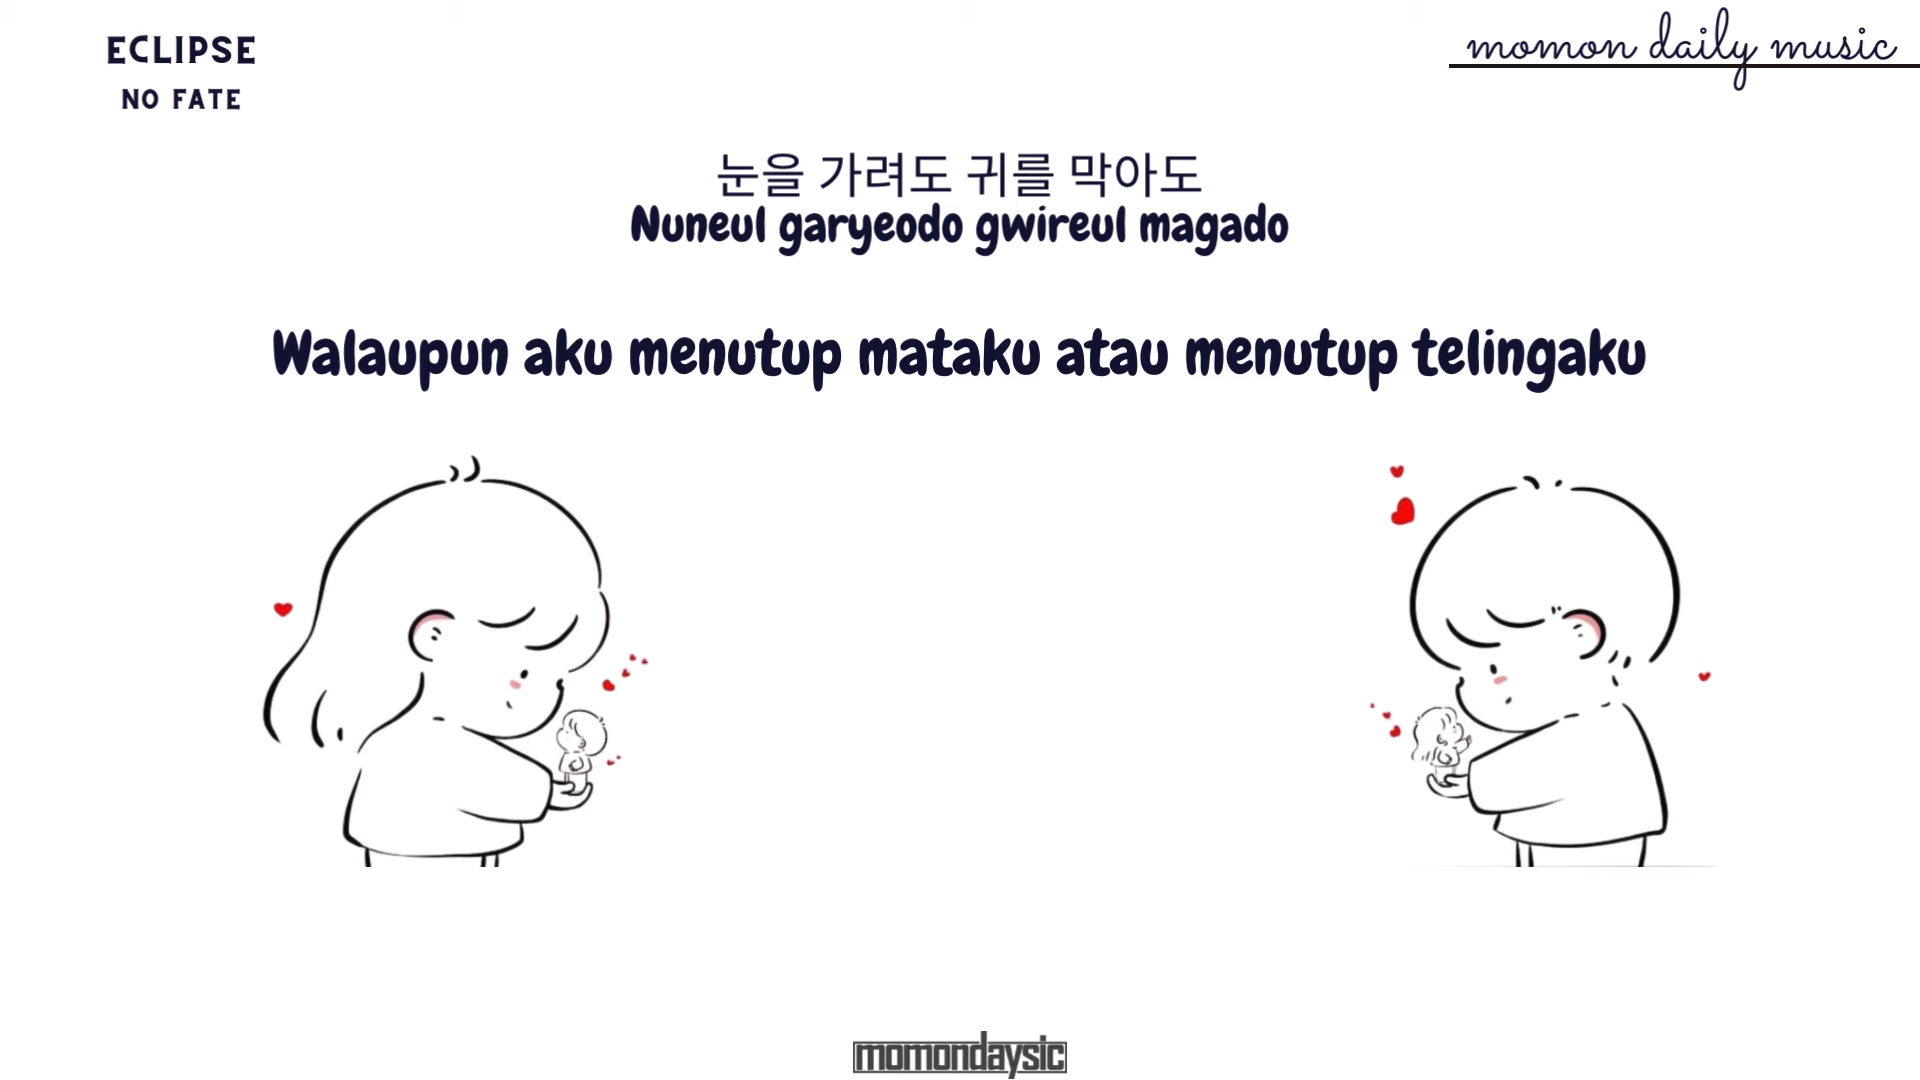 ECLIPSE
NO FATE
momon daily music
눈을 가려도 귀를 막아도
Nuneul garyeodo gwireul magado
Walaupun aku menutup mataku atau menutup telingaku
momondaysic